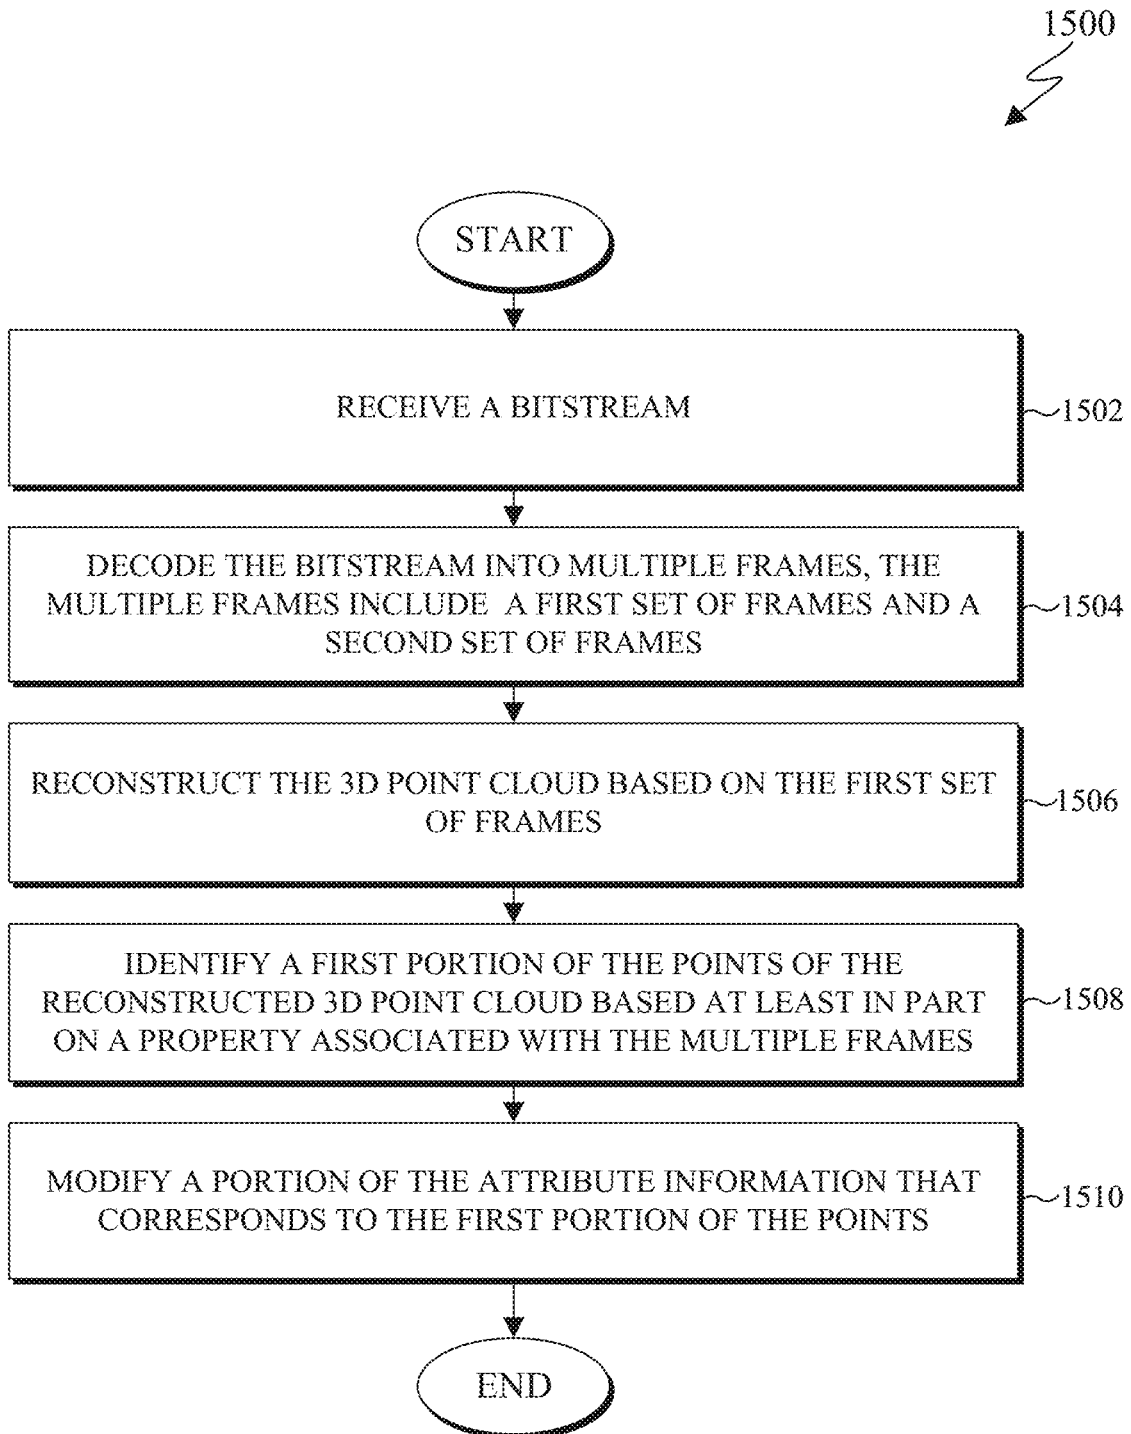 1500
START
RECEIVE A BITSTREAM
1502
DECODE THE BITSTREAM INTO MULTIPLE FRAMES, THE
MULTIPLE FRAMES INCLUDE A FIRST SET OF FRAMES AND A
SECOND SET OF FRAMES
1504
RECONSTRUCT THE 3D POINT CLOUD BASED ON THE FIRST SET
OF FRAMES
1506
IDENTIFY A FIRST PORTION OF THE POINTS OF THE
RECONSTRUCTED 3D POINT CLOUD BASED AT LEAST IN PART
ON A PROPERTY ASSOCIATED WITH THE MULTIPLE FRAMES
1508
MODIFY A PORTION OF THE ATTRIBUTE INFORMATION THAT
CORRESPONDS TO THE FIRST PORTION OF THE POINTS
1510
END